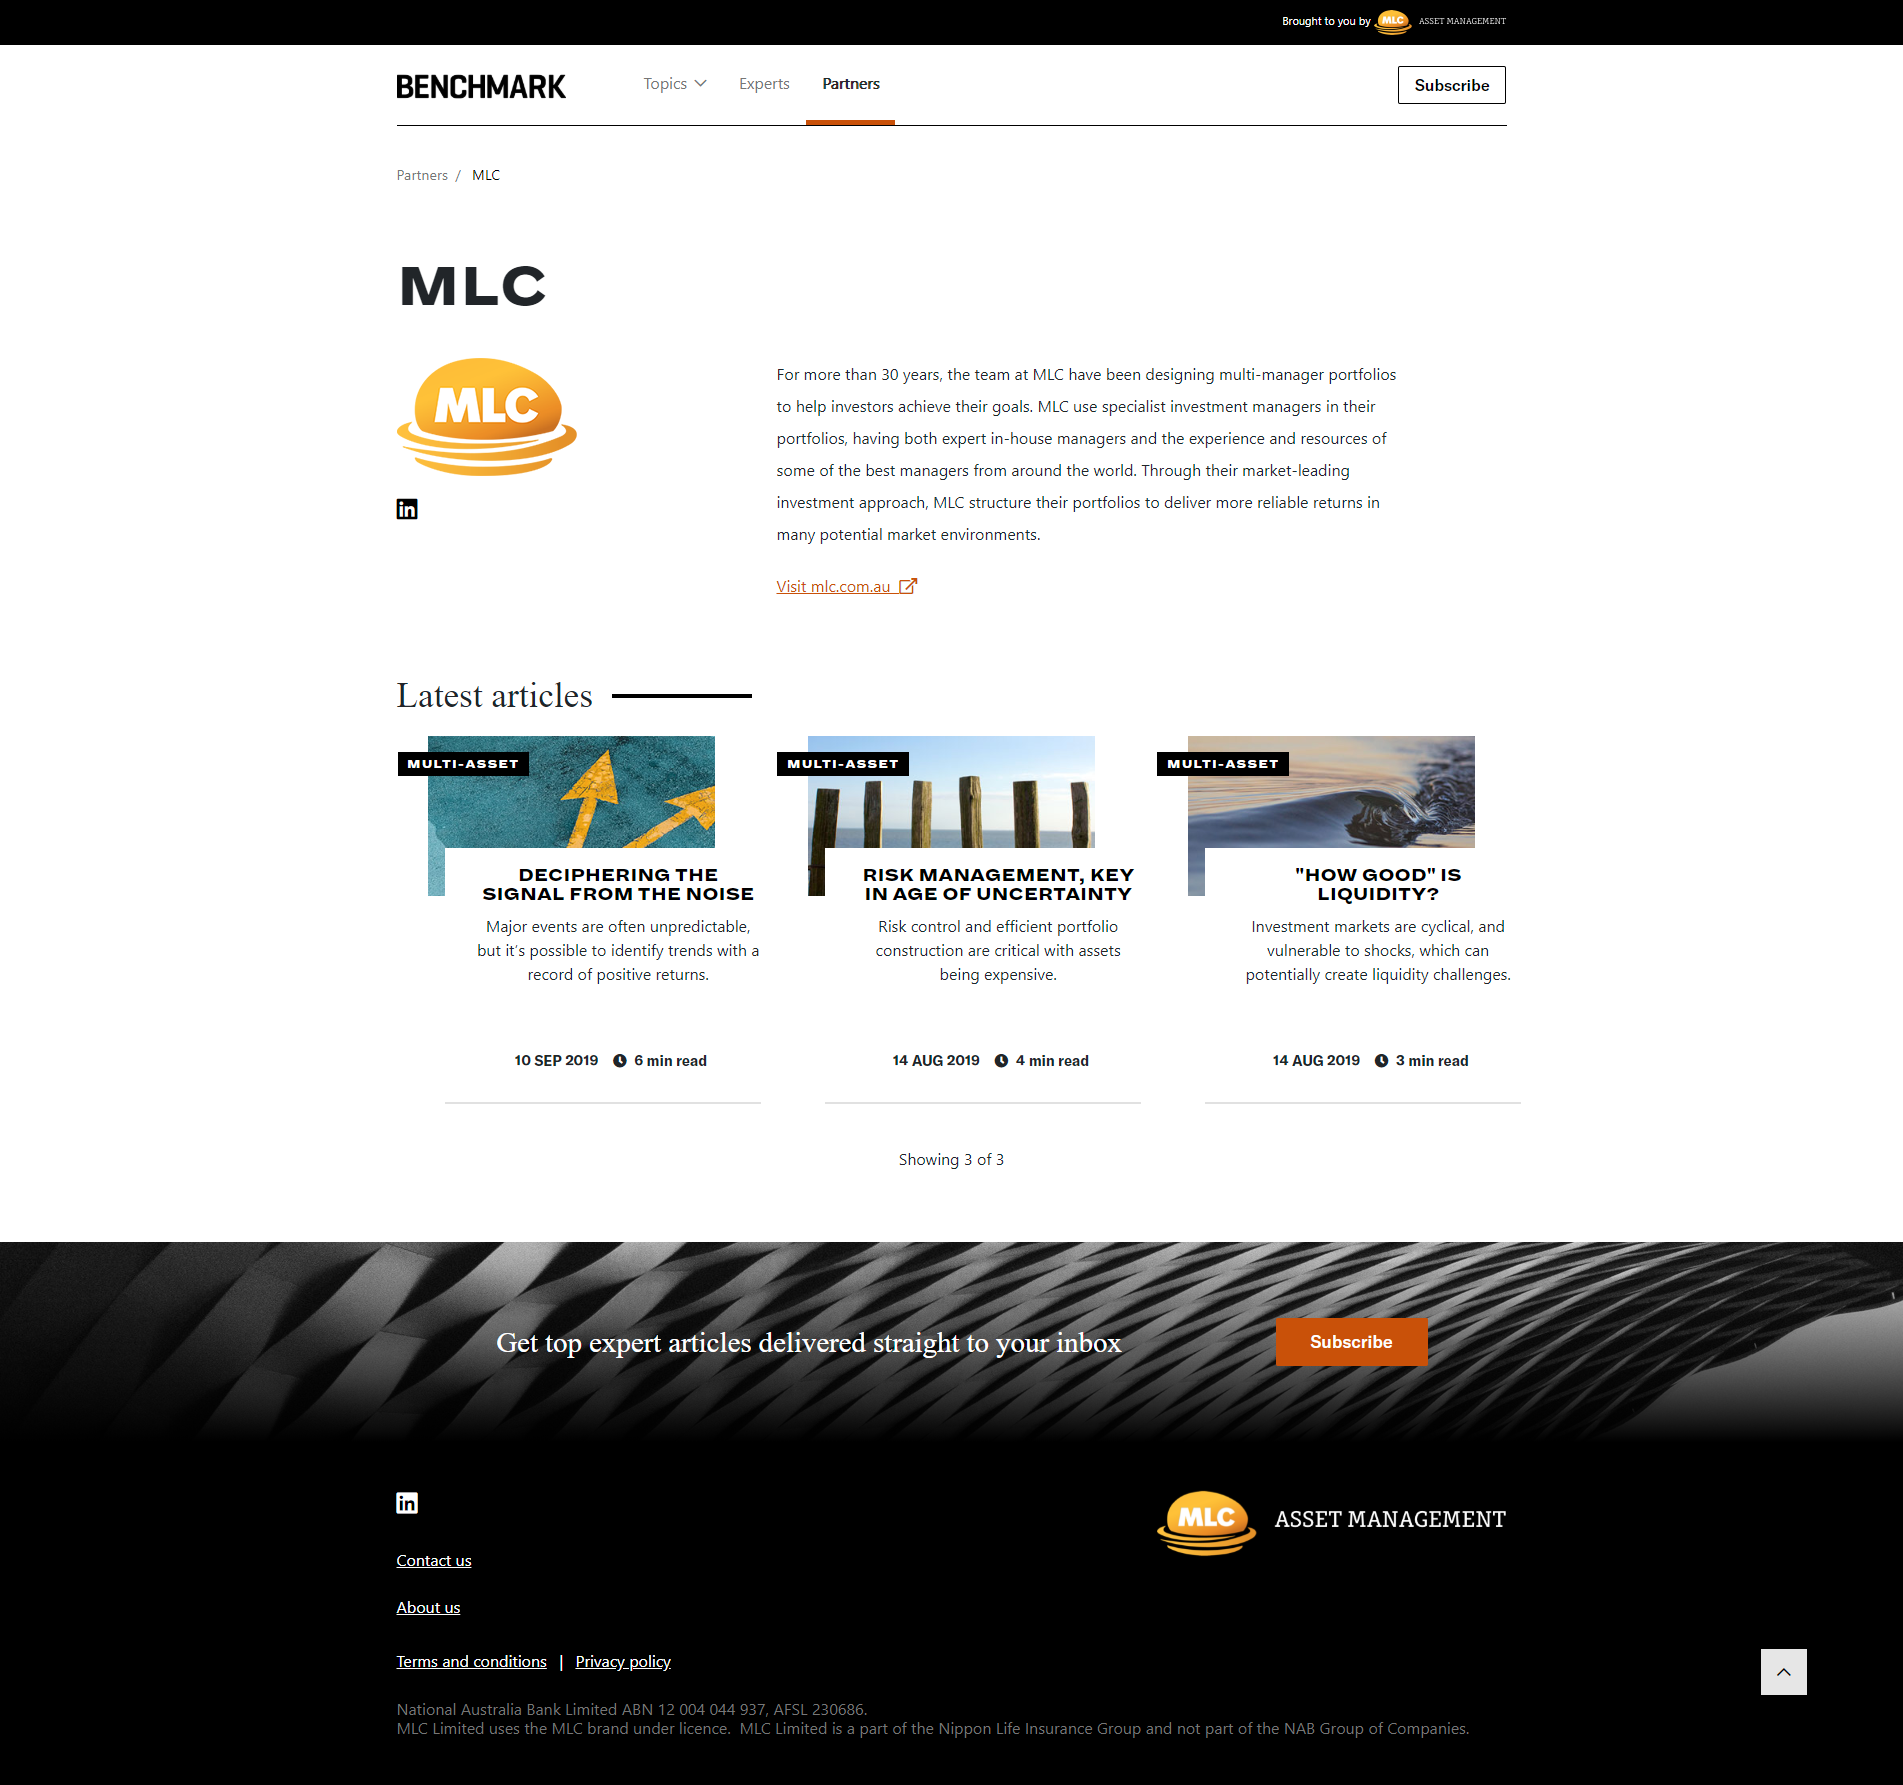 Brought to you by MLC ASSET MANAGEMENT
BENCHMARK
Topics
Experts
Partners
Subscribe
Partners / MLC
MLC
MLC
For more than 30 years, the team at MLC have been designing multi-manager portfolios
to help investors achieve their goals. MLC use specialist investment managers in their
portfolios, having both expert in-house managers and the experience and resources of
some of the best managers from around the world. Through their market-leading
investment approach, MLC structure their portfolios to deliver more reliable returns in
many potential market environments.
in
Visit mlc.com.au
Latest articles
MULTI-ASSET
DECIPHERING THE
SIGNAL FROM THE NOISE
Major events are often unpredictable,
but it's possible to identify trends with a
record of positive returns.
10 SEP 2019 6 min read
MULTI-ASSET
RISK MANAGEMENT, KEY
IN AGE OF UNCERTAINTY
Risk control and efficient portfolio
construction are critical with assets
being expensive.
14 AUG 2019 4 min read
MULTI-ASSET
"HOW GOOD" IS
LIQUIDITY?
Investment markets are cyclical, and
vulnerable to shocks, which can
potentially create liquidity challenges.
14 AUG 2019 3 min read
Showing 3 of 3
Get top expert articles delivered straight to your inbox
Subscribe
in
MLC ASSET MANAGEMENT
Contact us
About us
Terms and conditions | Privacy policy
National Australia Bank Limited ABN 12 004 044 937, AFSL 230686.
MLC Limited uses the MLC brand under licence. MLC Limited is a part of the Nippon Life Insurance Group and not part of the NAB Group of Companies.